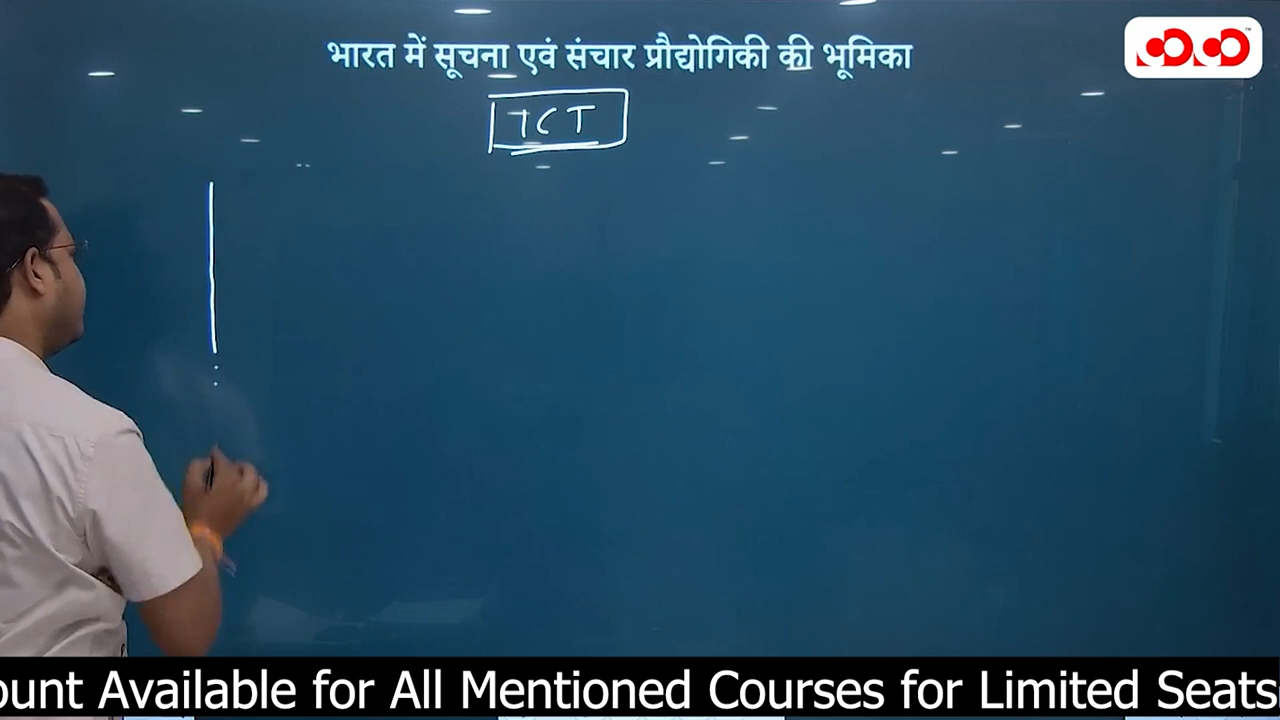 भारत में सूचना एवं संचार प्रौद्योगिकी की भूमिका
ICT
ount Available for All Mentioned Courses for Limited Seats